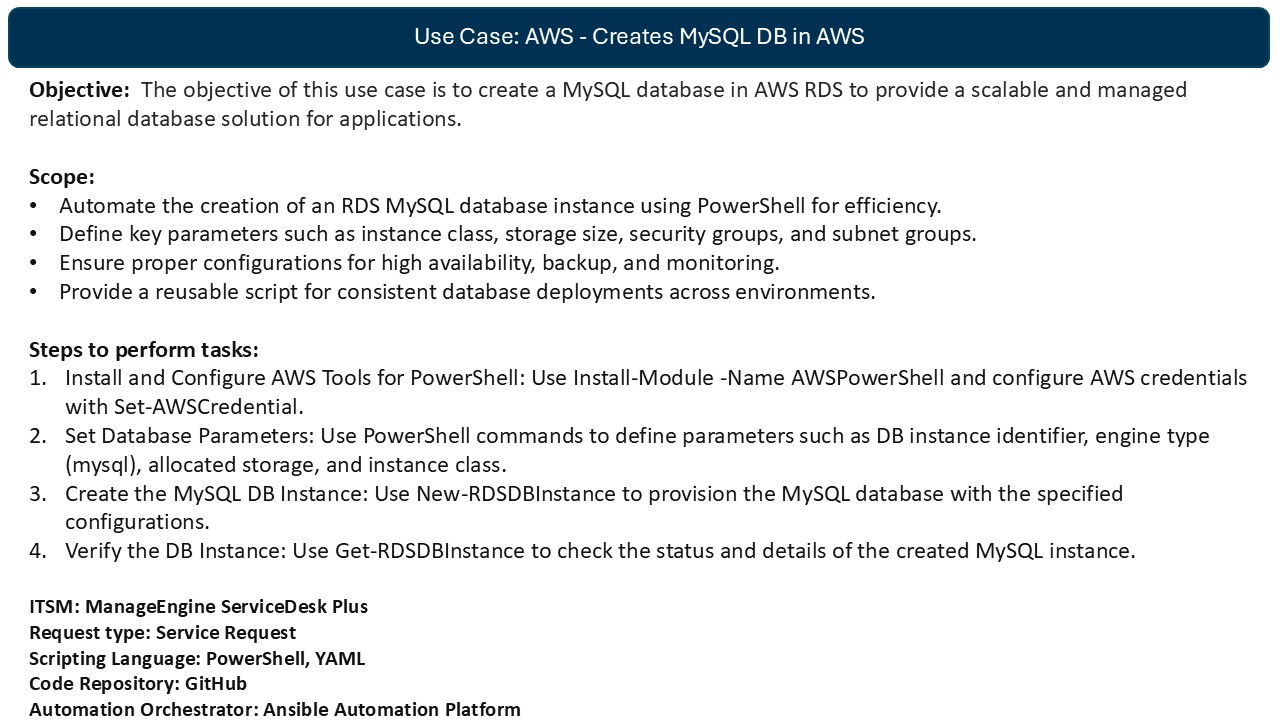 Use Case: AWS - Creates MySQL DB in AWS
Objective:  The objective of this use case is to create a MySQL database in AWS RDS to provide a scalable and managed
relational database solution for applications.
Scope:
• Automate the creation of an RDS MySQL database instance using PowerShell for efficiency.
• Define key parameters such as instance class, storage size, security groups, and subnet groups.
• Ensure proper configurations for high availability, backup, and monitoring.
• Provide a reusable script for consistent database deployments across environments.
Steps to perform tasks:
1. Install and Configure AWS Tools for PowerShell: Use Install-Module -Name AWSPowerShell and configure AWS credentials
with Set-AWSCredential.
2. Set Database Parameters: Use PowerShell commands to define parameters such as DB instance identifier, engine type
(mysql), allocated storage, and instance class.
3. Create the MySQL DB Instance: Use New-RDSDBInstance to provision the MySQL database with the specified
configurations.
4. Verify the DB Instance: Use Get-RDSDBInstance to check the status and details of the created MySQL instance.
ITSM: ManageEngine ServiceDesk Plus
Request type: Service Request
Scripting Language: PowerShell, YAML
Code Repository: GitHub
Automation Orchestrator: Ansible Automation Platform